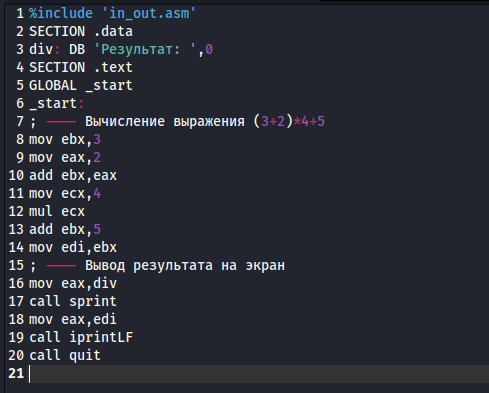 1 %include 'in_out.asm'
2 SECTION .data
3 div: DB 'Результат: ',0
4 SECTION .text
5 GLOBAL _start
6 _start:
7 ; ---- Вычисление выражения (3+2)*4+5
8 mov ebx,3
9 mov eax,2
10 add ebx,eax
11 mov ecx,4
12 mul ecx
13 add ebx,5
14 mov edi,ebx
15 ; ---- Вывод результата на экран
16 mov eax,div
17 call sprint
18 mov eax,edi
19 call iprintLF
20 call quit
21